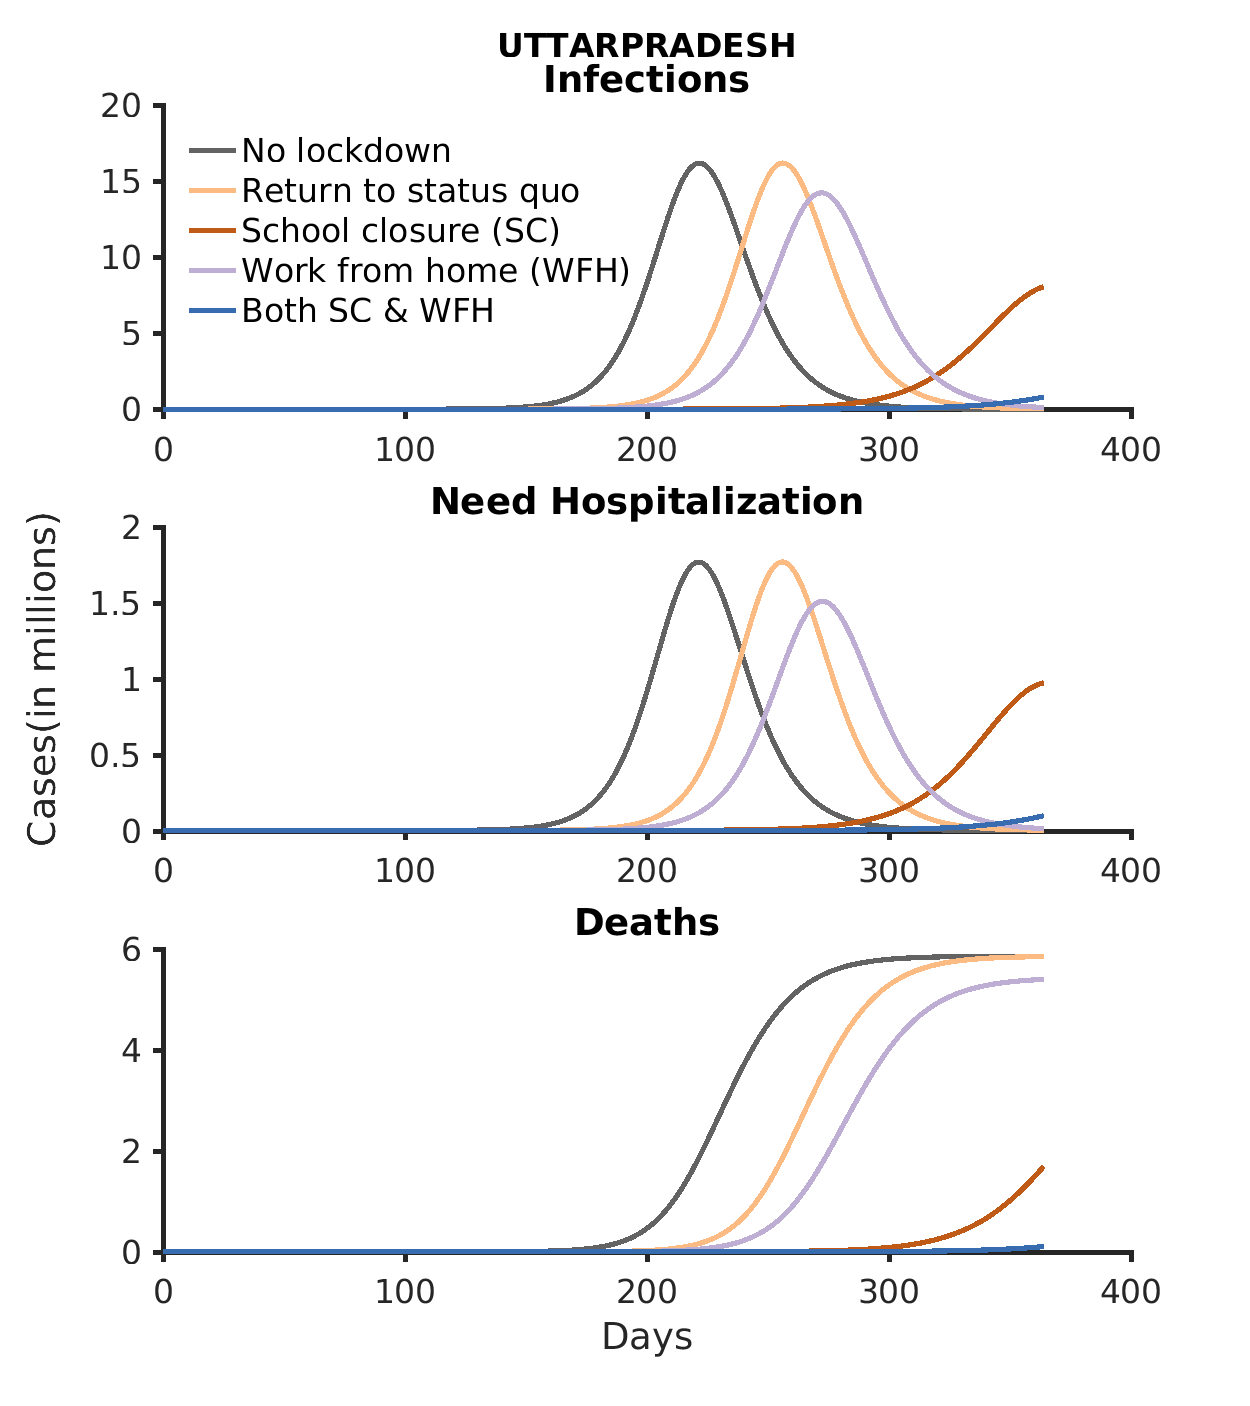 UTTARPRADESH
Infections
20
15
10
5
0
No lockdown
Return to status quo
School closure (SC)
Work from home (WFH)
Both SC & WFH
0 100 200 300 400
Need Hospitalization
Cases(in millions)
2
1.5
1
0.5
0
0 100 200 300 400
Deaths
6
4
2
0
0 100 200 300 400
Days